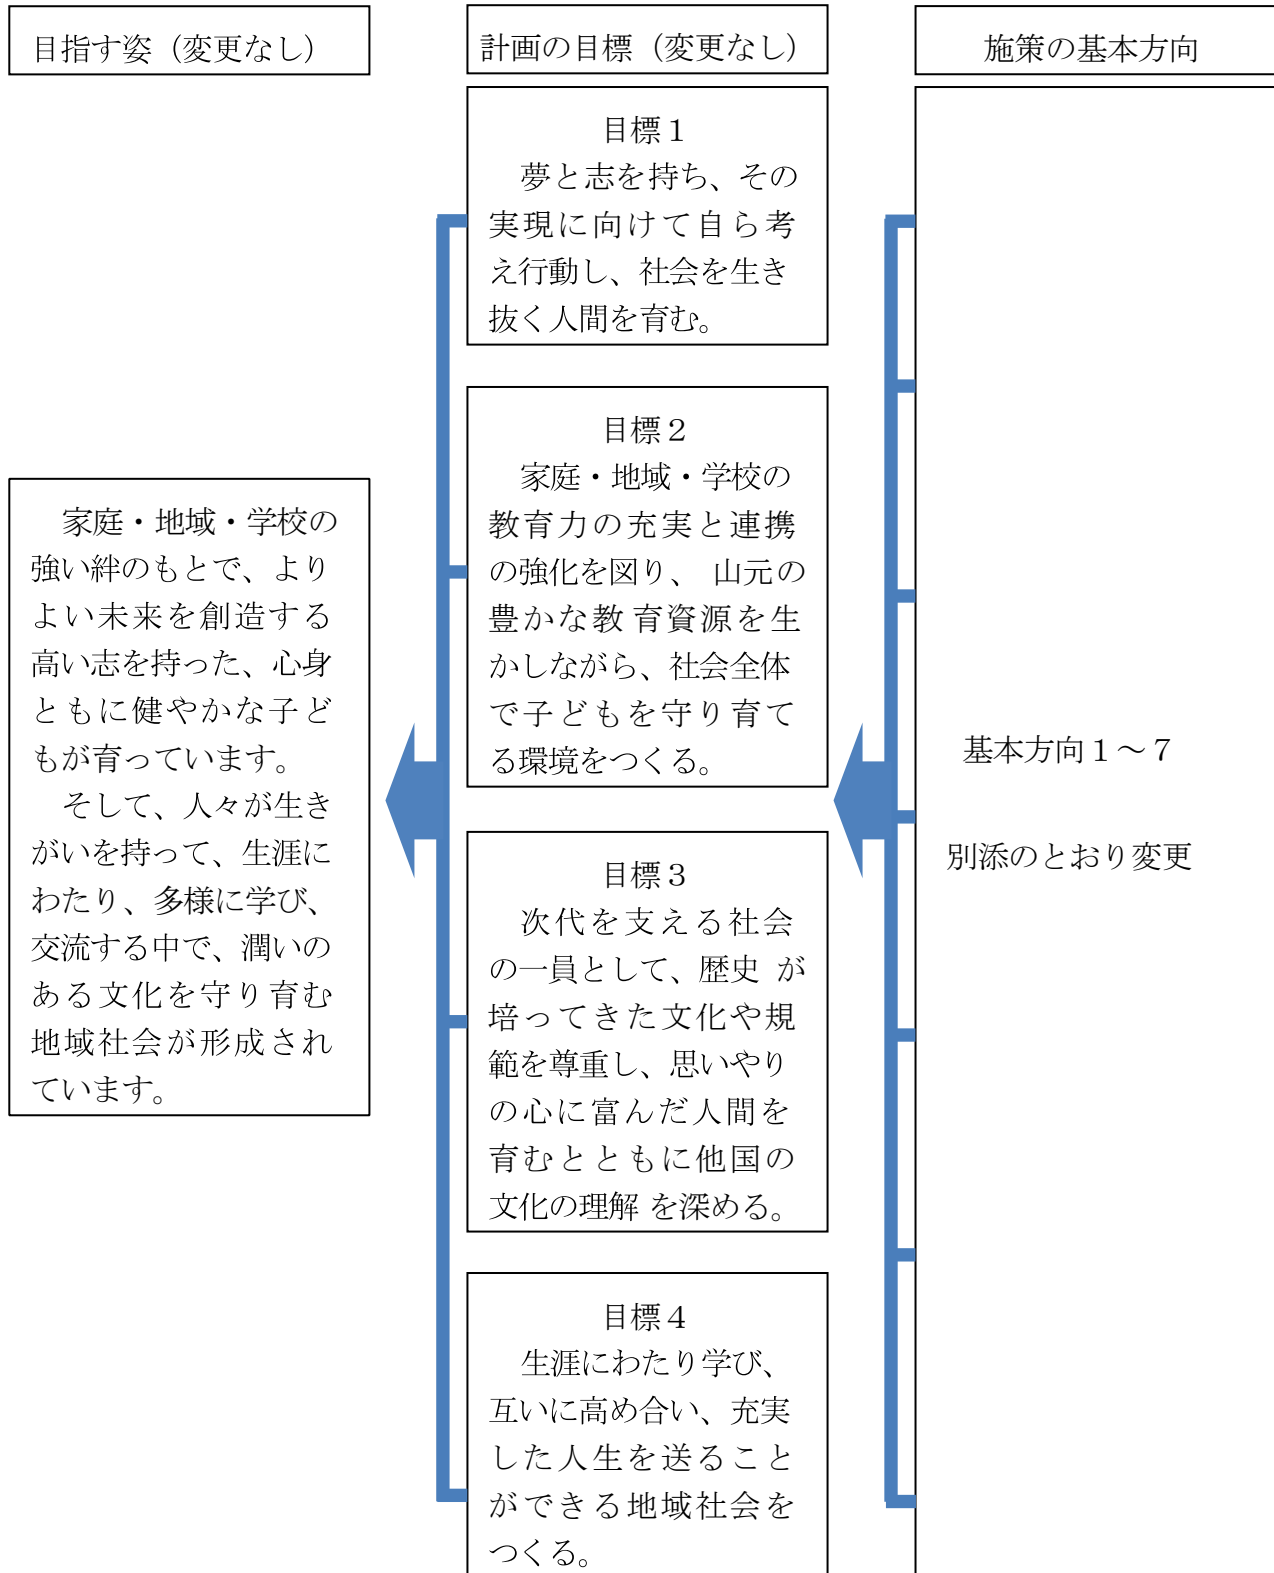 目指す姿（変更なし）
計画の目標（変更なし）
施策の基本方向
家庭・地域・学校の
強い絆のもとで、より
よい未来を創造する
高い志を持った、心身
ともに健やかな子ど
もが育っています。
そして、人々が生き
がいを持って、生涯に
わたり、多様に学び、
交流する中で、潤いの
ある文化を守り育む
地域社会が形成され
ています。
目標１
夢と志を持ち、その
実現に向けて自ら考
え行動し、社会を生き
抜く人間を育む。
目標２
家庭・地域・学校の
教育力の充実と連携
の強化を図り、 山元の
豊かな教 育資源を生
かしながら、社会全体
で子どもを守り育て
る環境をつくる。
目標３
次代を支える社会
の一員として、歴史 が
培ってきた文化や規
範を尊重し、思いやり
の心に富んだ人間を
育むとともに他国の
文化の理解 を深める。
目標４
生涯にわたり学び、
互いに高め合い、充実
した人生を送ること
ができる地域社会を
つくる。
基本方向１～７
別添のとおり変更